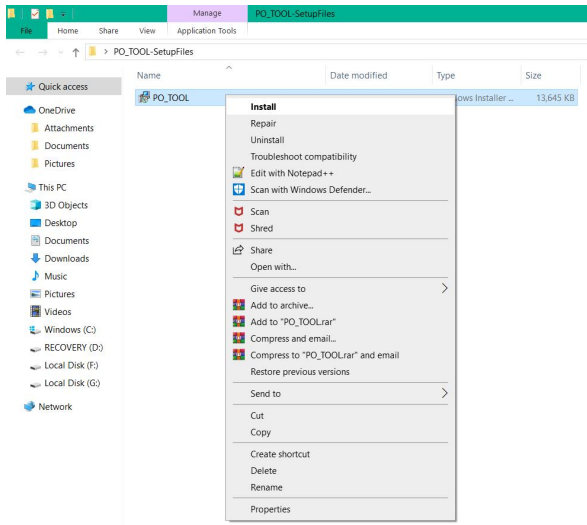 Manage
PO_TOOL-SetupFiles
File Home Share View Application Tools
PO_TOOL-SetupFiles
Name Date modified Type Size
Quick access
PO_TOOL ows Installer ... 13,645 KB
Install
OneDrive
Repair
Attachments
Uninstall
Documents
Troubleshoot compatibility
Pictures
Edit with Notepad++
This PC
Scan with Windows Defender...
3D Objects
Scan
Desktop
Shred
Documents
Share
Downloads
Open with...
Music
Give access to
Pictures
Add to archive...
Videos
Add to "PO_TOOL.rar"
Windows (C:)
Compress and email...
RECOVERY (D:)
Compress to "PO_TOOL.rar" and email
Local Disk (F:)
Restore previous versions
Local Disk (G:)
Send to
Network
Cut
Copy
Create shortcut
Delete
Rename
Properties